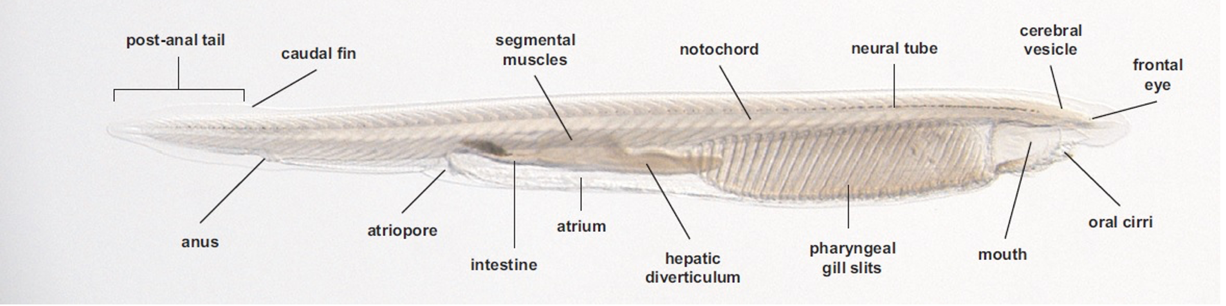 post-anal tail
caudal fin
segmental
muscles
notochord
neural tube
cerebral
vesicle
frontal
eye
anus
atriopore
intestine
atrium
hepatic
diverticulum
pharyngeal
gill slits
mouth
oral cirri